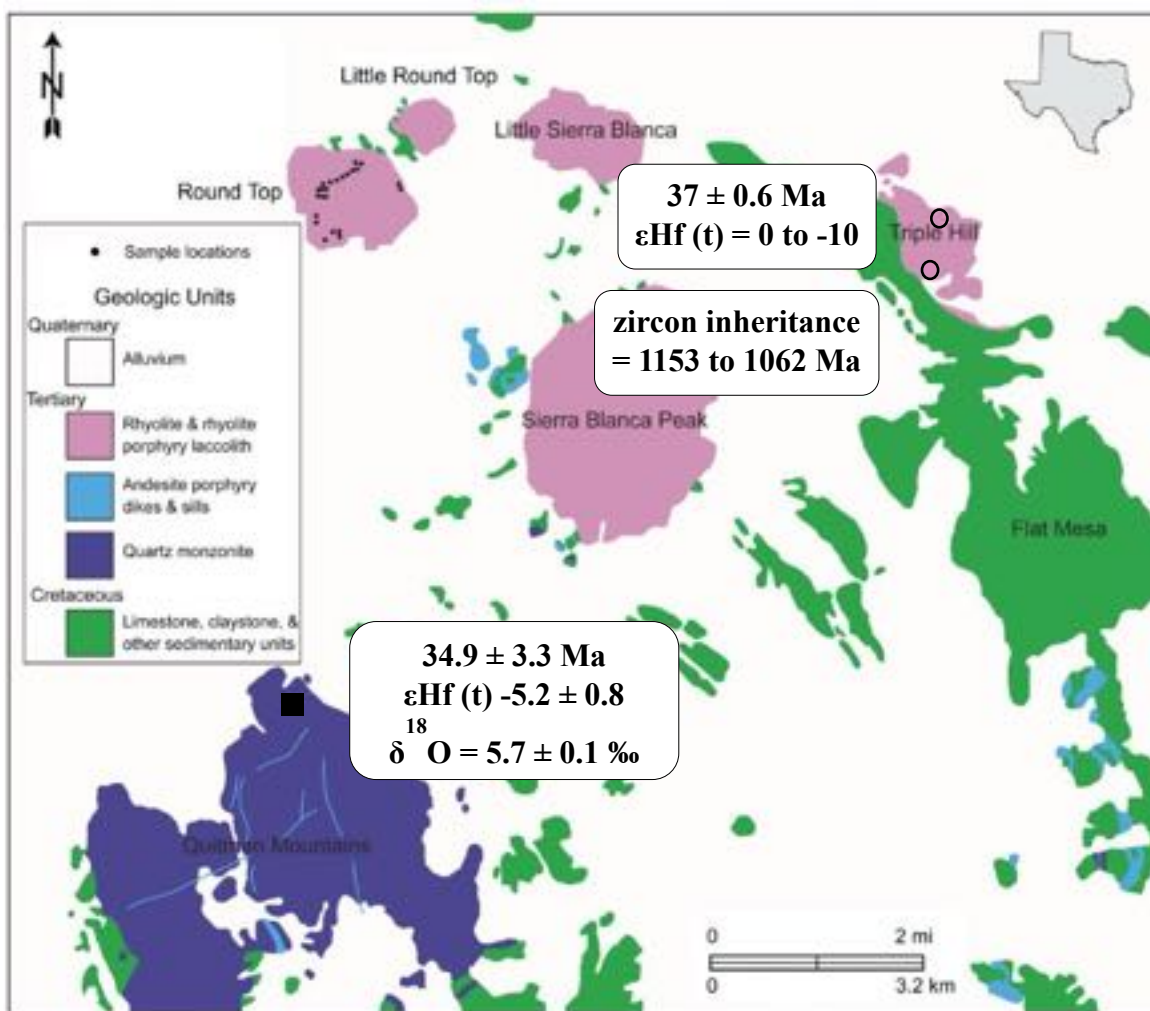 N
Little Round Top
Little Sierra Blanca
Round Top
37 ± 0.6 Ma
εHf (t) = 0 to -10
Triple Hill
zircon inheritance
= 1153 to 1062 Ma
Sierra Blanca Peak
Flat Mesa
Sample locations
Geologic Units
Quaternary
Alluvium
Tertiary
Rhyolite & rhyolite
porphyry laccolith
Andesite porphyry
dikes & sills
Quartz monzonite
Cretaceous
Limestone, claystone, &
other sedimentary units
34.9 ± 3.3 Ma
εHf (t) -5.2 ± 0.8
δ18O = 5.7 ± 0.1 ‰
Quitman Mountains
0 2 mi
0 3.2 km